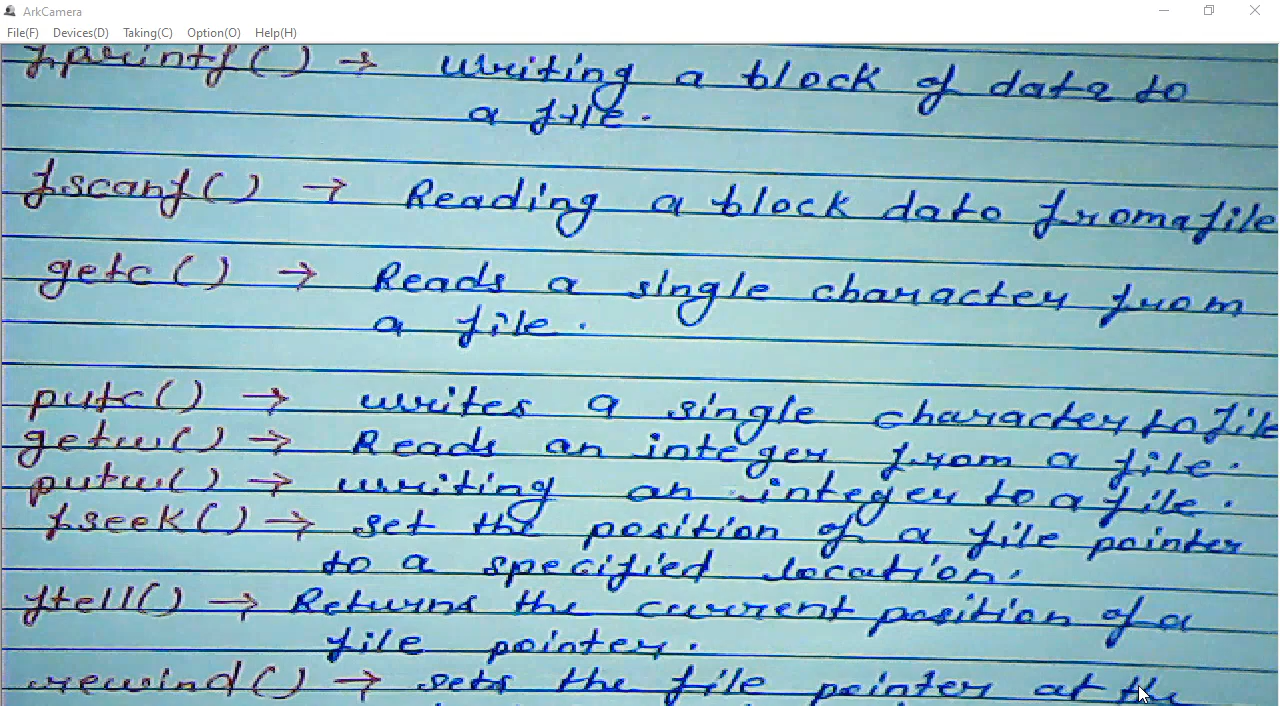 ArkCamera
File(F) Devices(D) Taking(C) Option(O) Help(H)
fprintf() → writing a block of data to
a file.
fscanf() → Reading a block data from a file
getc() → Reads a single character from
a file.
putc() → writes a single character to file
getw() → Reads an integer from a file.
putw() → writing an integer to a file.
fseek() → set the position of a file pointer
to a specified location.
ftell() → Returns the current position of a
file pointer.
rewind() → sets the file pointer at the